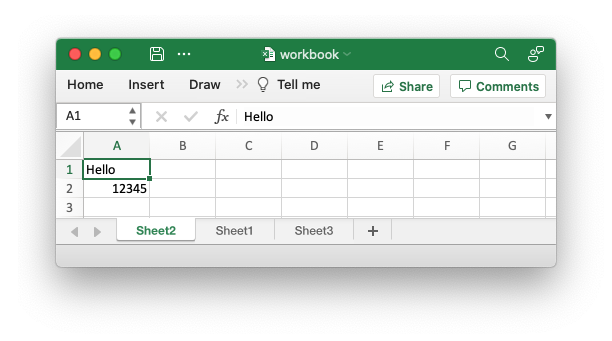 workbook
Home Insert Draw Tell me Share Comments
A1 fx Hello
A B C D E F G
1 Hello
2 12345
3
Sheet2 Sheet1 Sheet3 +